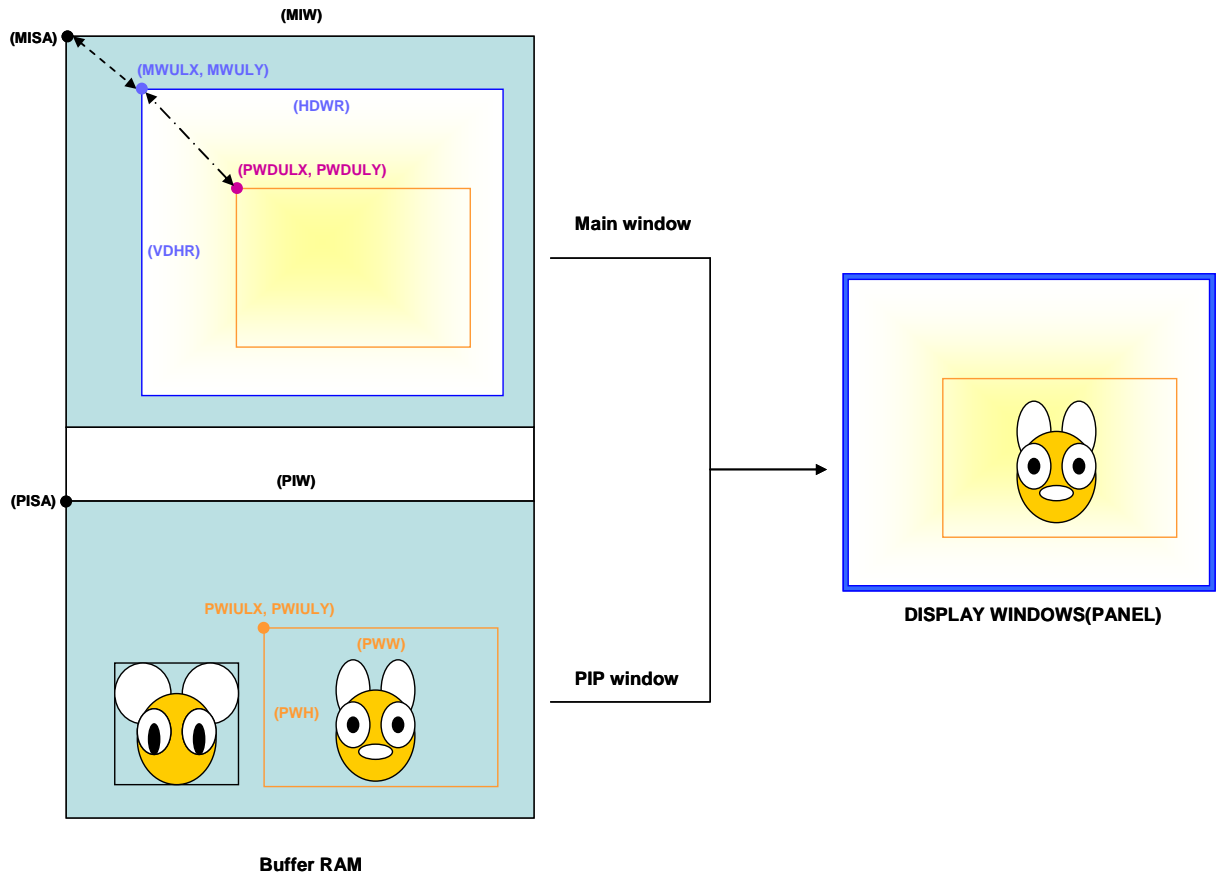 (MIW)
(MISA)
(MWULX, MWULY)
(HDWR)
(PWDULX, PWDULY)
(VDHR)
Main window
(PIW)
(PISA)
PWIULX, PWIULY)
(PWW)
(PWH)
PIP window
DISPLAY WINDOWS(PANEL)
Buffer RAM